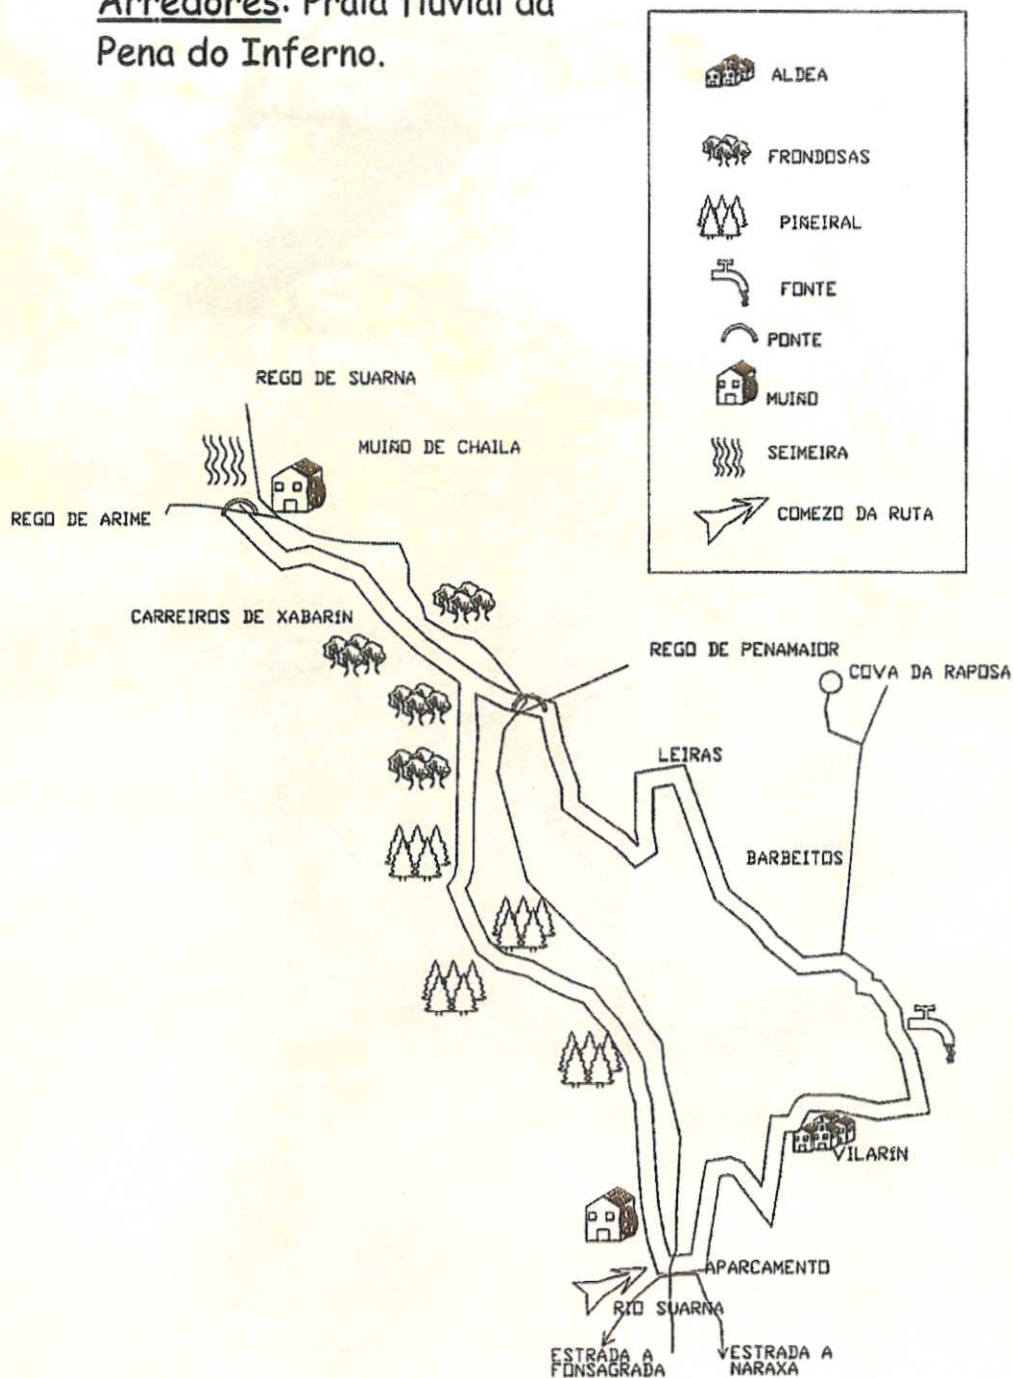 Arredores: Praia fluvial da
Pena do Inferno.
ALDEA
FRONDOSAS
PIÑEIRAL
FONTE
PONTE
MUIÑO
SEIMEIRA
COMEZO DA RUTA
REGO DE SUARNA
MUIÑO DE CHAILA
REGO DE ARIME
CARREIROS DE XABARÍN
REGO DE PENAMAIOR
COVA DA RAPOSA
LEIRAS
BARBEITOS
VILARÍN
APARCAMENTO
RIO SUARNA
ESTRADA A
FONSAGRADA
ESTRADA A
NARAXA